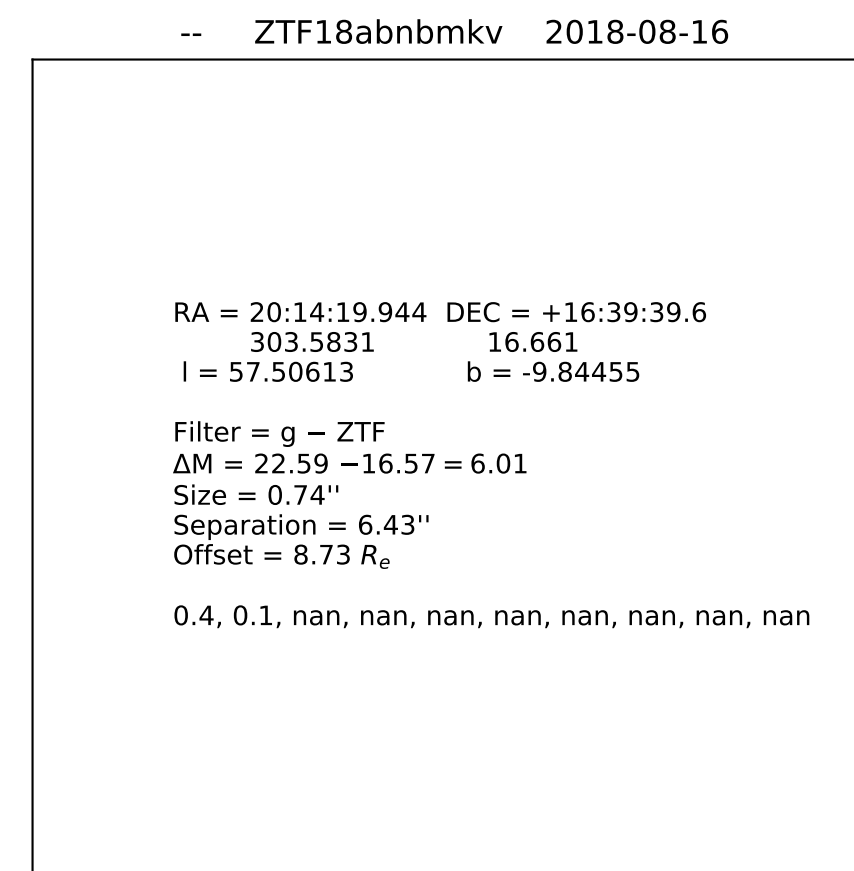 -- ZTF18abnbmkv 2018-08-16
RA = 20:14:19.944 DEC = +16:39:39.6
303.5831 16.661
l = 57.50613 b = -9.84455
Filter = g − ZTF
ΔM = 22.59 −16.57 = 6.01
Size = 0.74''
Separation = 6.43''
Offset = 8.73 Re
0.4, 0.1, nan, nan, nan, nan, nan, nan, nan, nan